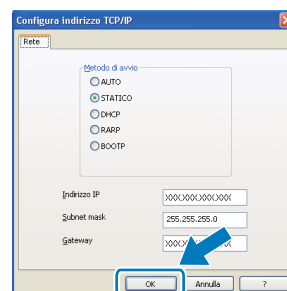 Configura indirizzo TCP/IP
Rete
Metodo di avvio
AUTO
STATICO
DHCP
RARP
BOOTP
Indirizzo IP
XXX.XXX.XXX.XXX
Subnet mask
255.255.255.0
Gateway
OK
Annulla
?